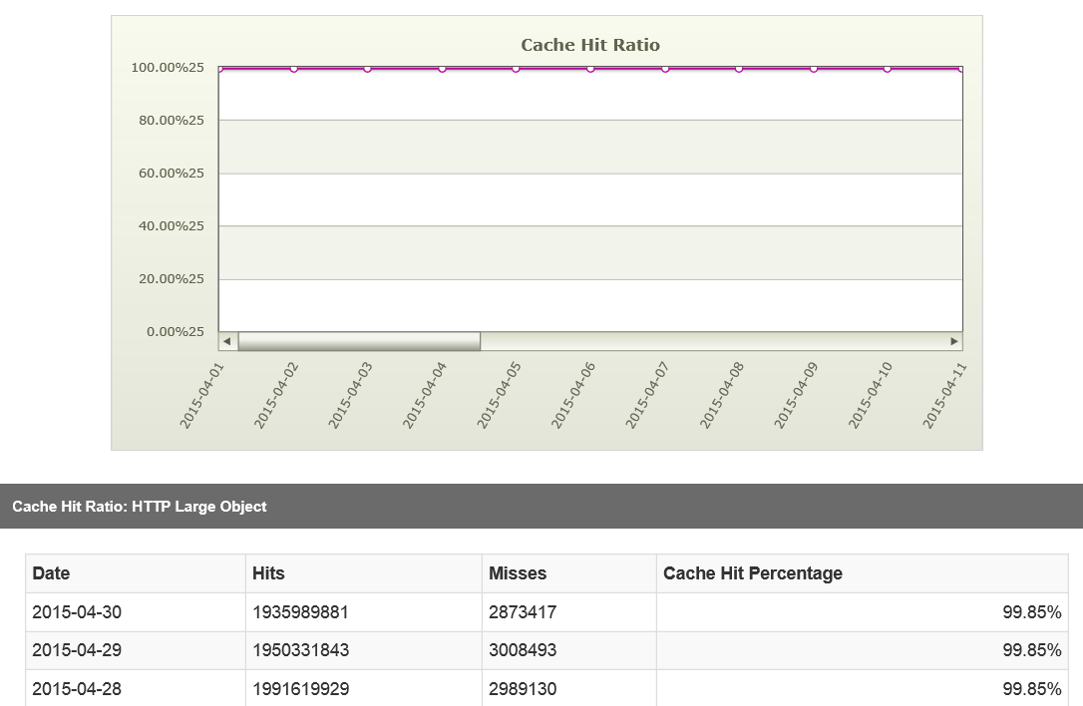 Cache Hit Ratio
100.00%25
80.00%25
60.00%25
40.00%25
20.00%25
0.00%25
2015-04-01 2015-04-02 2015-04-03 2015-04-04 2015-04-05 2015-04-06 2015-04-07 2015-04-08 2015-04-09 2015-04-10 2015-04-11
Cache Hit Ratio: HTTP Large Object
Date Hits Misses Cache Hit Percentage
2015-04-30 1935989881 2873417 99.85%
2015-04-29 1950331843 3008493 99.85%
2015-04-28 1991619929 2989130 99.85%